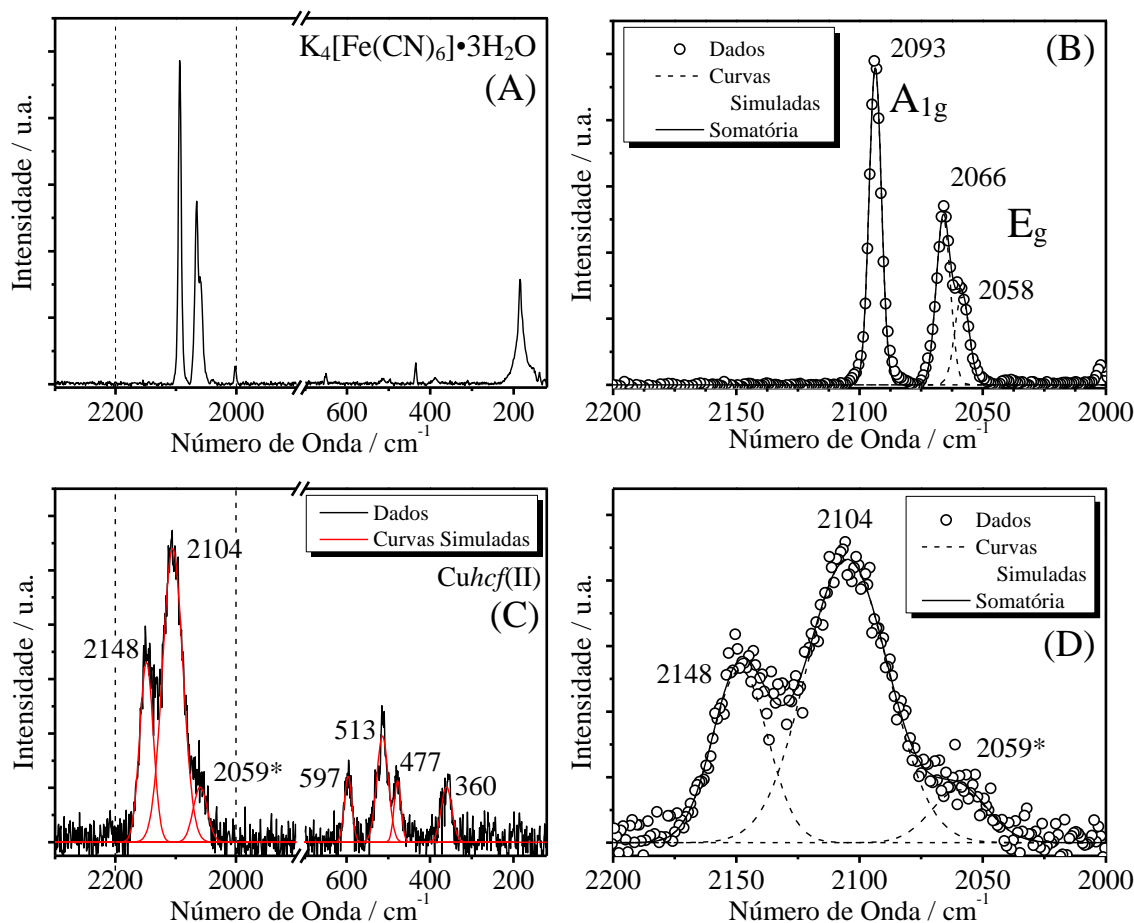 K₄[Fe(CN)₆]•3H₂O
(A)
Intensidade / u.a.
2200 2000 600 400 200
Número de Onda / cm⁻¹
Dados
Curvas
Simuladas
Somatória
(B)
2093
A₁g
2066
Eg
2058
Intensidade / u.a.
2200 2150 2100 2050 2000
Número de Onda / cm⁻¹
Dados
Curvas Simuladas
Cuhcf(II)
(C)
2104
2148
2059*
597
513
477
360
Intensidade / u.a.
2200 2000 600 400 200
Número de Onda / cm⁻¹
2104
Dados
Curvas
Simuladas
Somatória
(D)
2148
2059*
Intensidade / u.a.
2200 2150 2100 2050 2000
Número de Onda / cm⁻¹